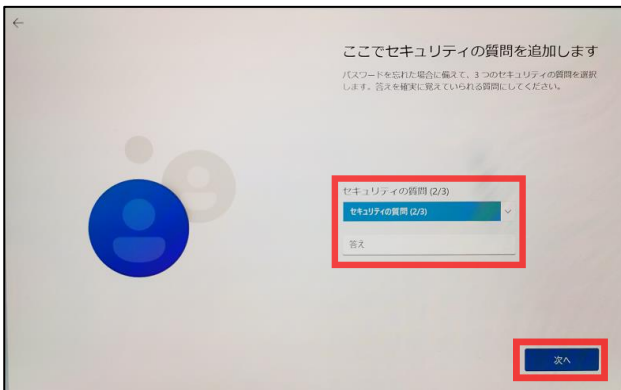 ここでセキュリティの質問を追加します
パスワードを忘れた場合に備えて、3 つのセキュリティの質問を選択
します。答えを確実に覚えていられる質問にしてください。
セキュリティの質問 (2/3)
セキュリティの質問 (2/3)
答え
次へ